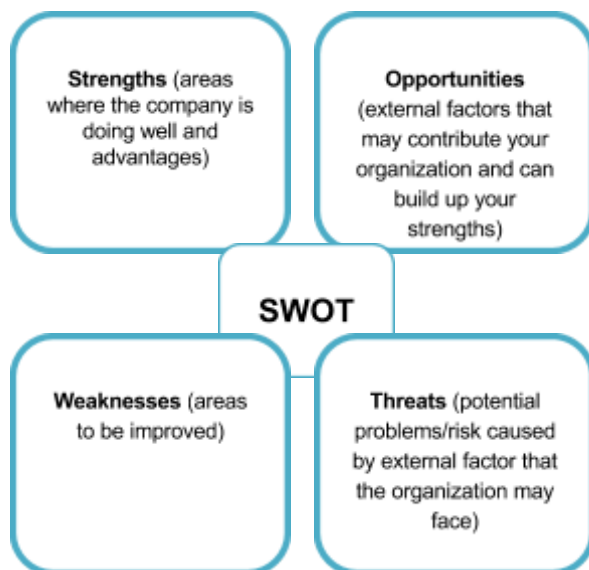 Strengths (areas
where the company is
doing well and
advantages)
Opportunities
(external factors that
may contribute your
organization and can
build up your
strengths)
SWOT
Weaknesses (areas
to be improved)
Threats (potential
problems/risk caused
by external factor that
the organization may
face)